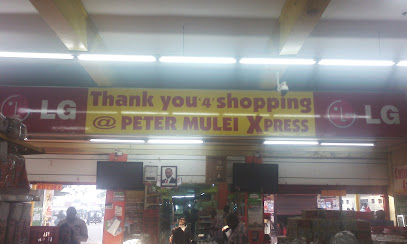 LG
Thank you '4' shopping
@ PETER MULEI XPRESS
LG